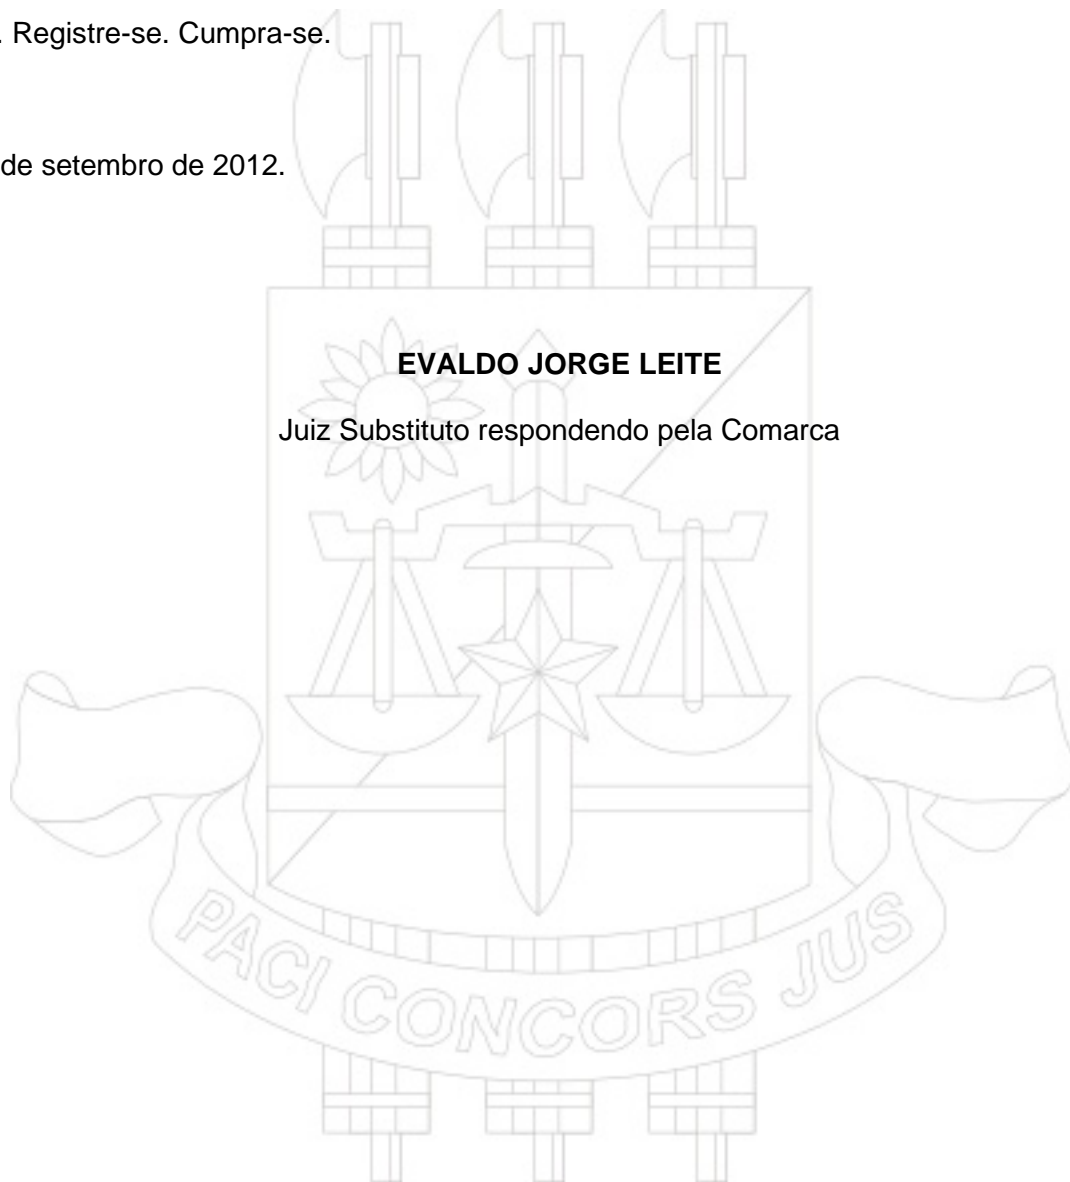 . Registre-se. Cumpra-se.
de setembro de 2012.
EVALDO JORGE LEITE
Juiz Substituto respondendo pela Comarca
PACI CONCORS JUS